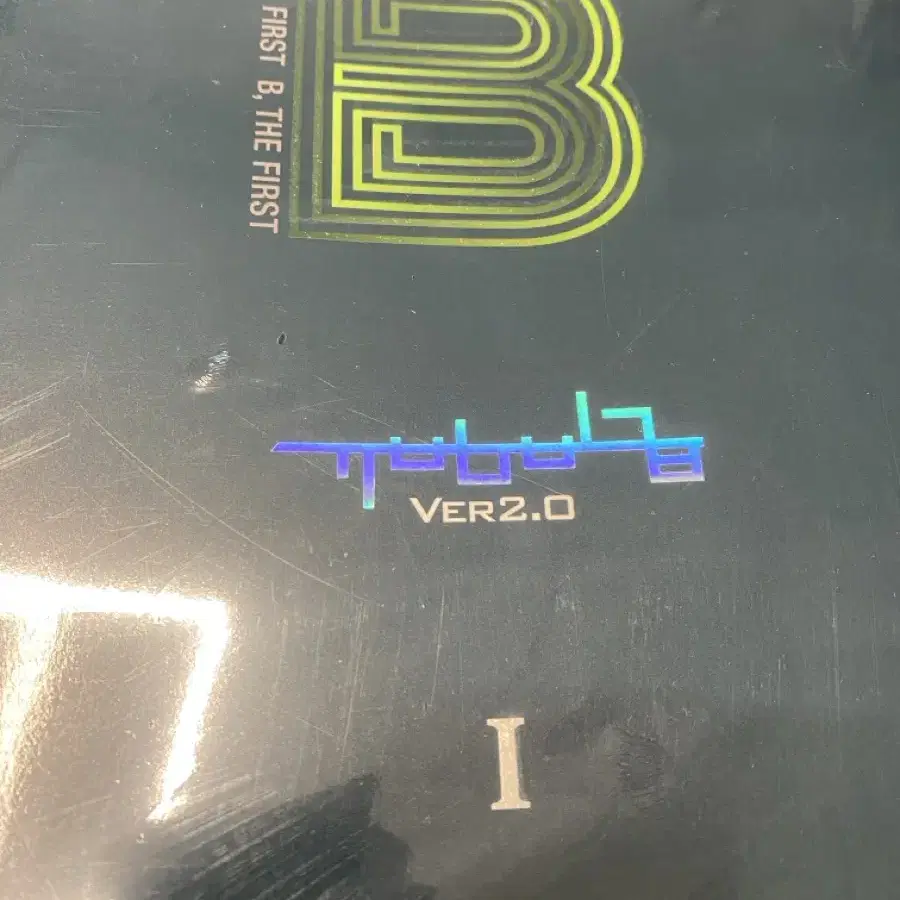 FIRST B, THE FIRST
B
VER2.0
I